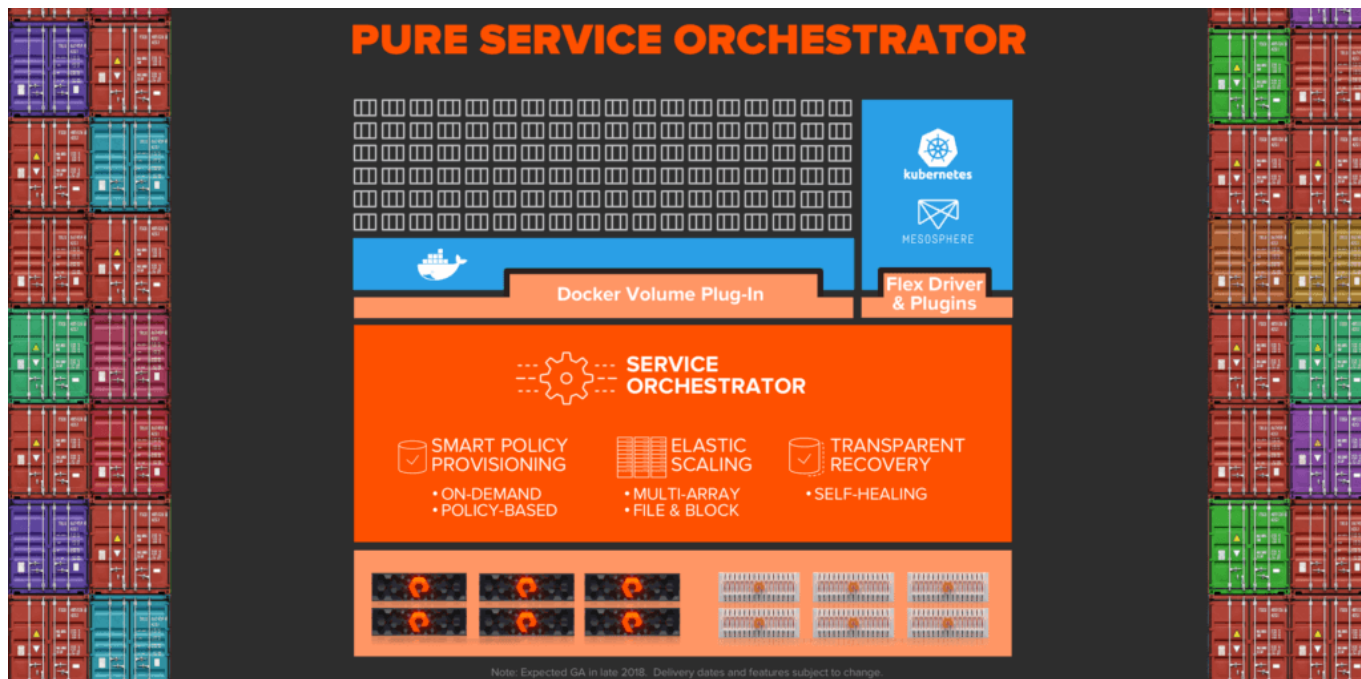 PURE SERVICE ORCHESTRATOR
kubernetes
MESOSPHERE
Docker Volume Plug-In
Flex Driver
& Plugins
SERVICE
ORCHESTRATOR
SMART POLICY
PROVISIONING
• ON-DEMAND
• POLICY-BASED
ELASTIC
SCALING
• MULTI-ARRAY
• FILE & BLOCK
TRANSPARENT
RECOVERY
• SELF-HEALING
Note: Expected GA in late 2018. Delivery dates and features subject to change.